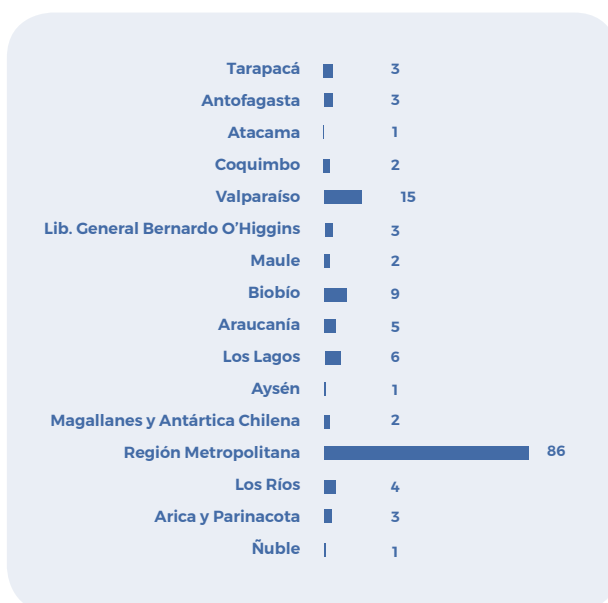 Tarapacá 3
Antofagasta 3
Atacama 1
Coquimbo 2
Valparaíso 15
Lib. General Bernardo O'Higgins 3
Maule 2
Biobío 9
Araucanía 5
Los Lagos 6
Aysén 1
Magallanes y Antártica Chilena 2
Región Metropolitana 86
Los Ríos 4
Arica y Parinacota 3
Ñuble 1